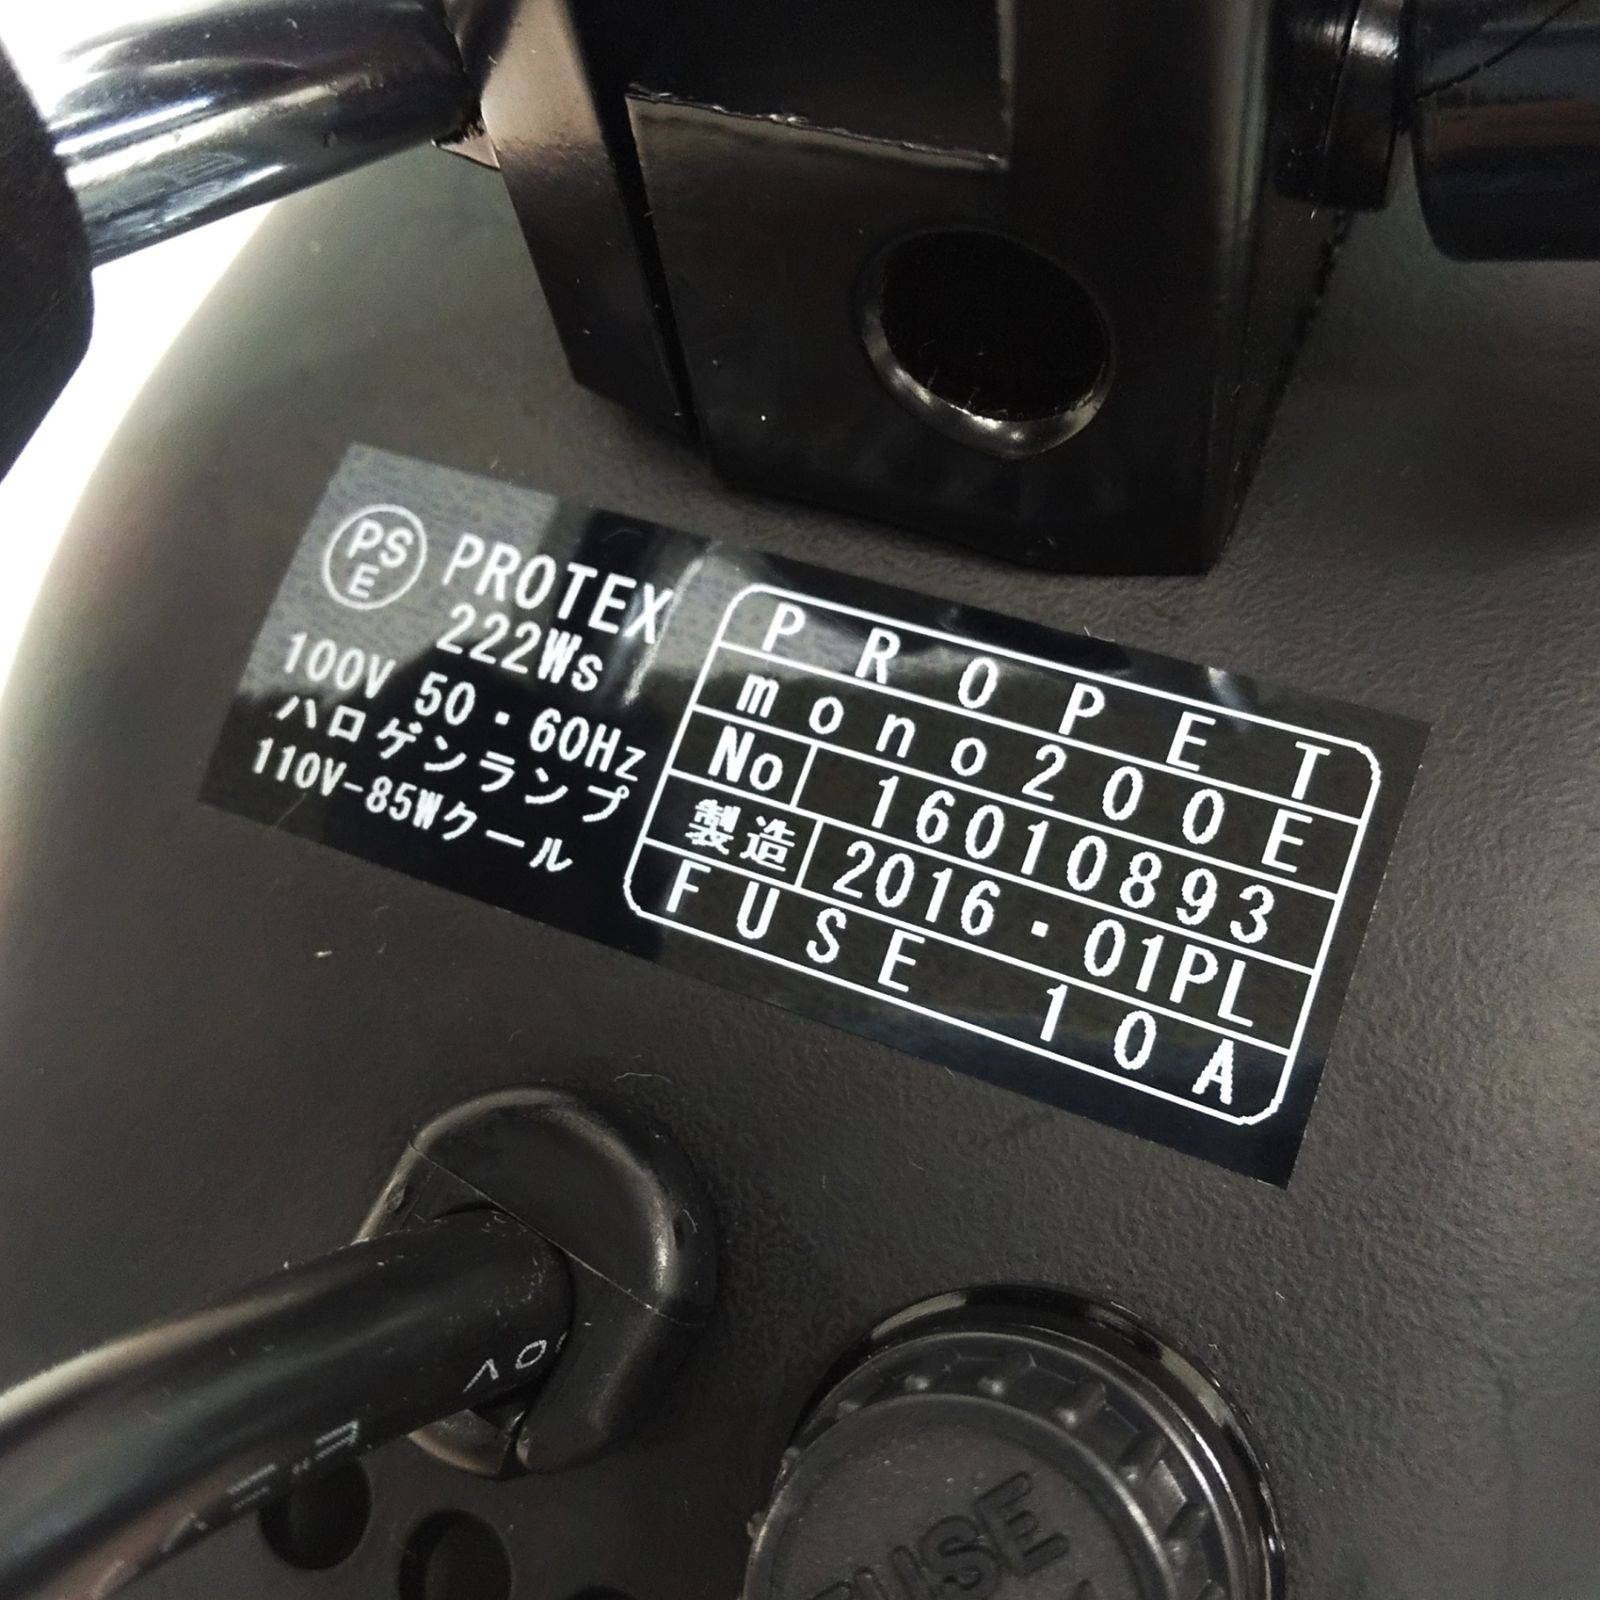 PSE
PROTEX
222Ws
100V 50・60Hz
ハロゲンランプ
110V-85Wクール
PROPET
mono200E
No 16010893
製造 2016・01PL
FUSE 10A
FUSE